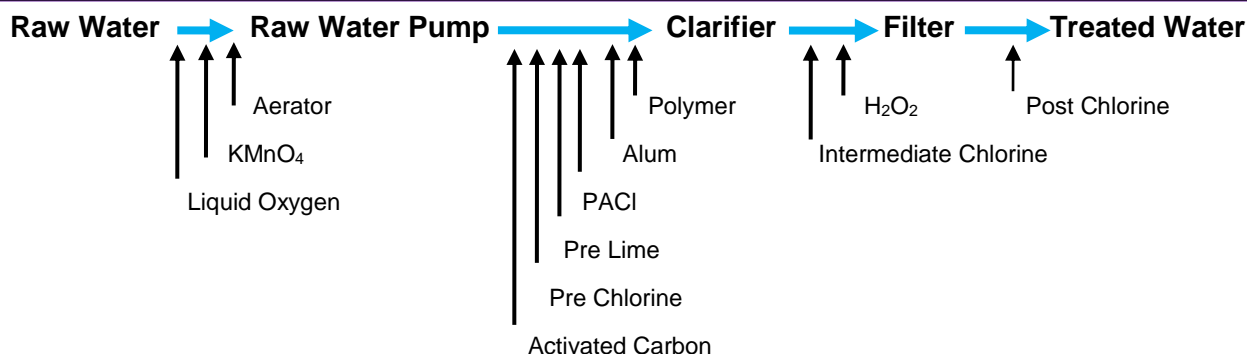 Raw Water Raw Water Pump Clarifier Filter Treated Water
Aerator Polymer H₂O₂ Post Chlorine
KMnO₄ Alum Intermediate Chlorine
Liquid Oxygen PACl
Pre Lime
Pre Chlorine
Activated Carbon